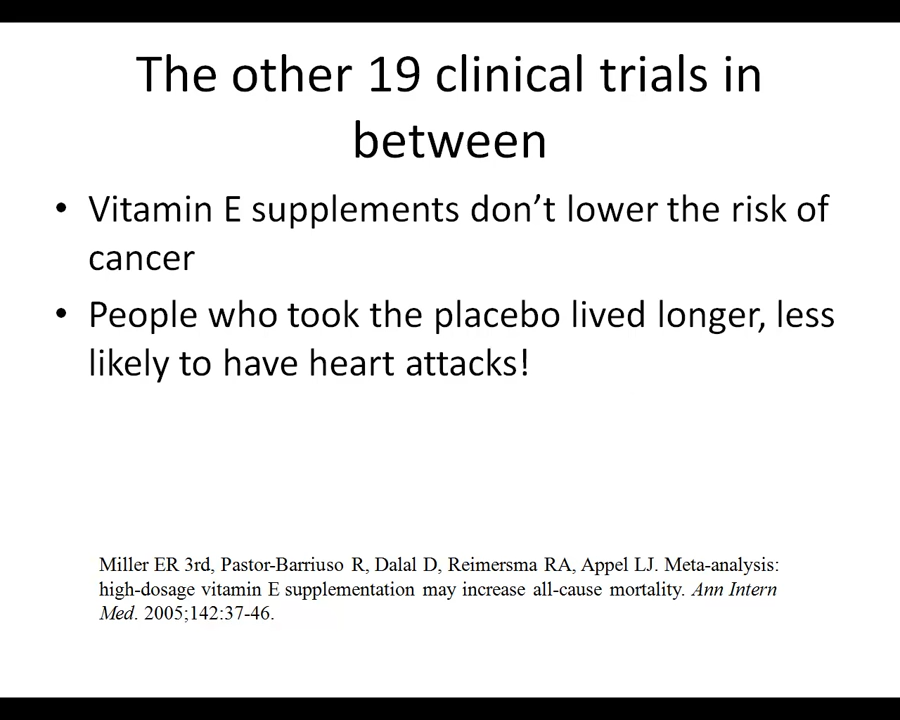 The other 19 clinical trials in
between
• Vitamin E supplements don’t lower the risk of
cancer
• People who took the placebo lived longer, less
likely to have heart attacks!
Miller ER 3rd, Pastor-Barriuso R, Dalal D, Reimersma RA, Appel LJ. Meta-analysis:
high-dosage vitamin E supplementation may increase all-cause mortality. Ann Intern
Med. 2005;142:37-46.